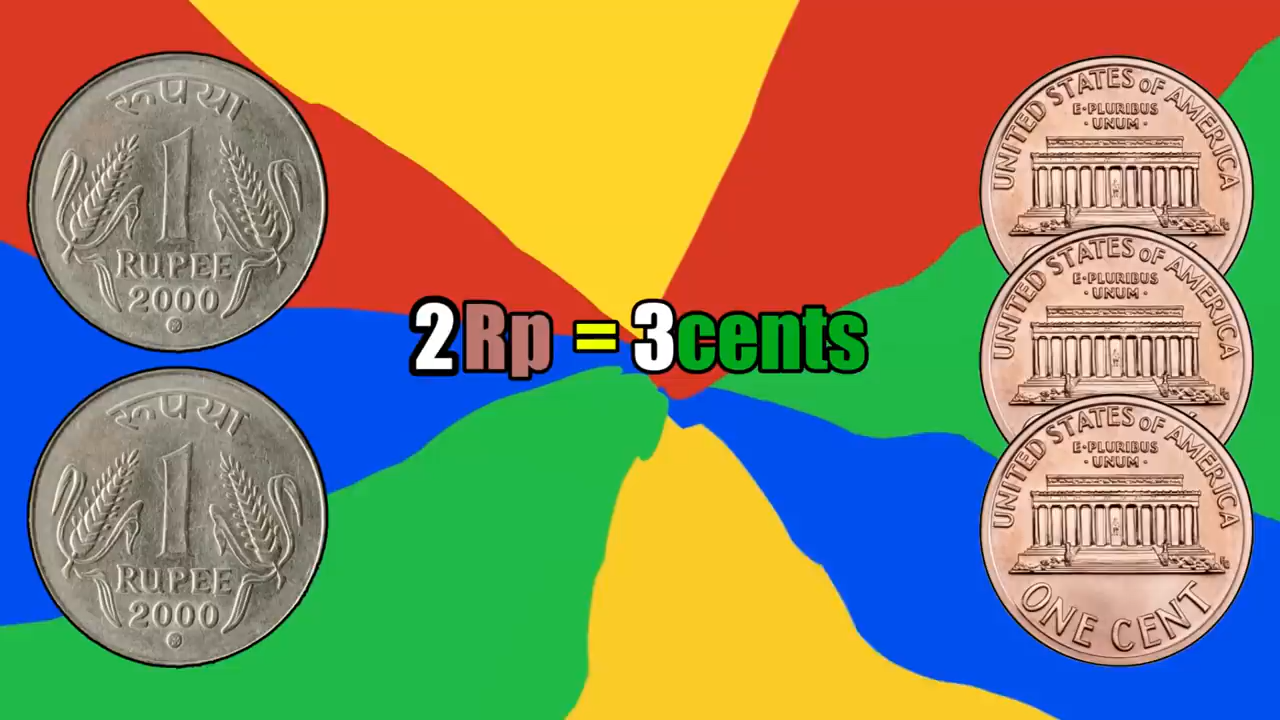 रूपया
1
RUPEE
2000
रूपया
1
RUPEE
2000
2Rp = 3cents
UNITED STATES OF AMERICA
E·PLURIBUS
·UNUM·
UNITED STATES OF AMERICA
E·PLURIBUS
·UNUM·
UNITED STATES OF AMERICA
E·PLURIBUS
·UNUM·
ONE CENT